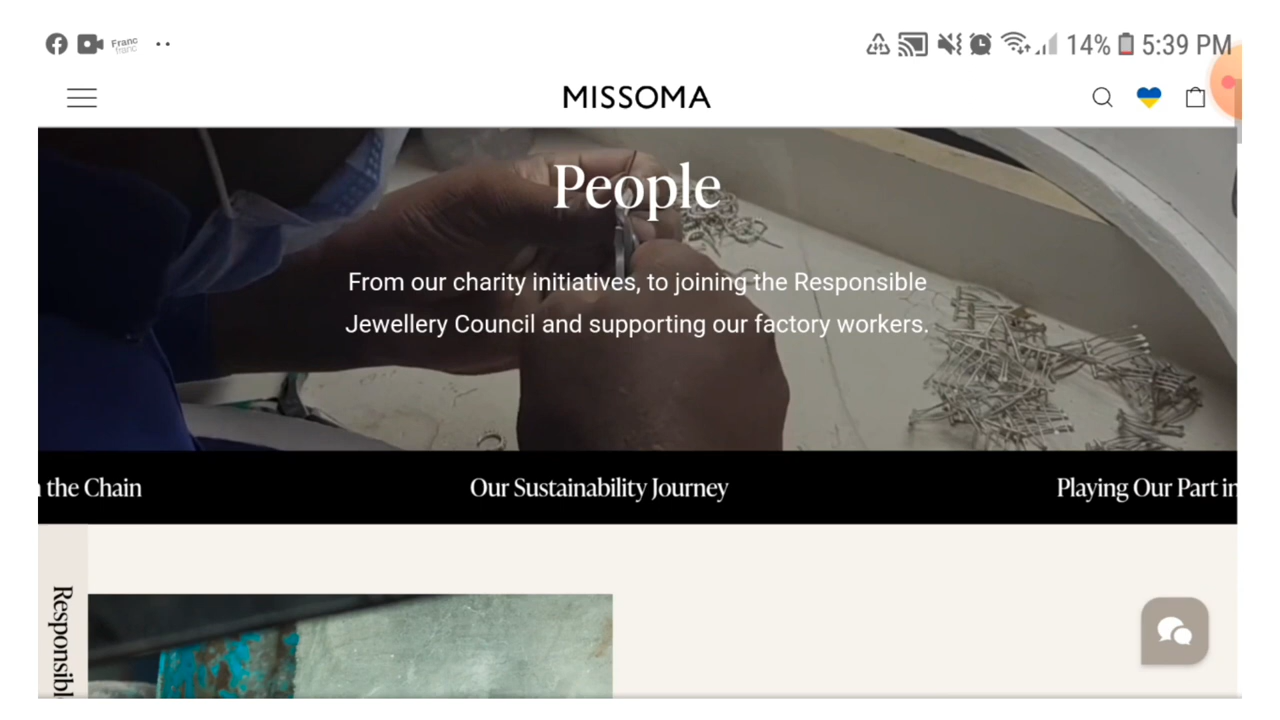 Franc
franc
14%
5:39 PM
MISSOMA
People
From our charity initiatives, to joining the Responsible
Jewellery Council and supporting our factory workers.
the Chain
Our Sustainability Journey
Playing Our Part in
Responsibl